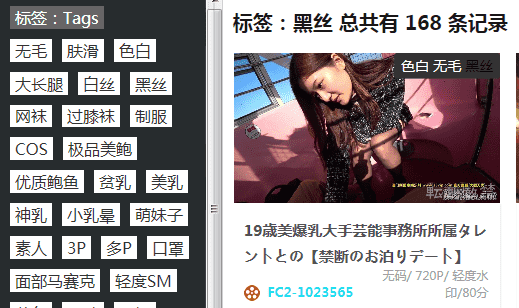 标签：Tags
无毛 肤滑 色白
大长腿 白丝 黑丝
网袜 过膝袜 制服
COS 极品美鲍
优质鲍鱼 贫乳 美乳
神乳 小乳晕 萌妹子
素人 3P 多P 口罩
面部马赛克 轻度SM
标签：黑丝 总共有 168 条记录
色白 无毛 黑丝
19歳美爆乳大手芸能事務所所属タレ
ントとの【禁断のお泊りデート】
无码/ 720P/ 轻度水
印/80分
FC2-1023565